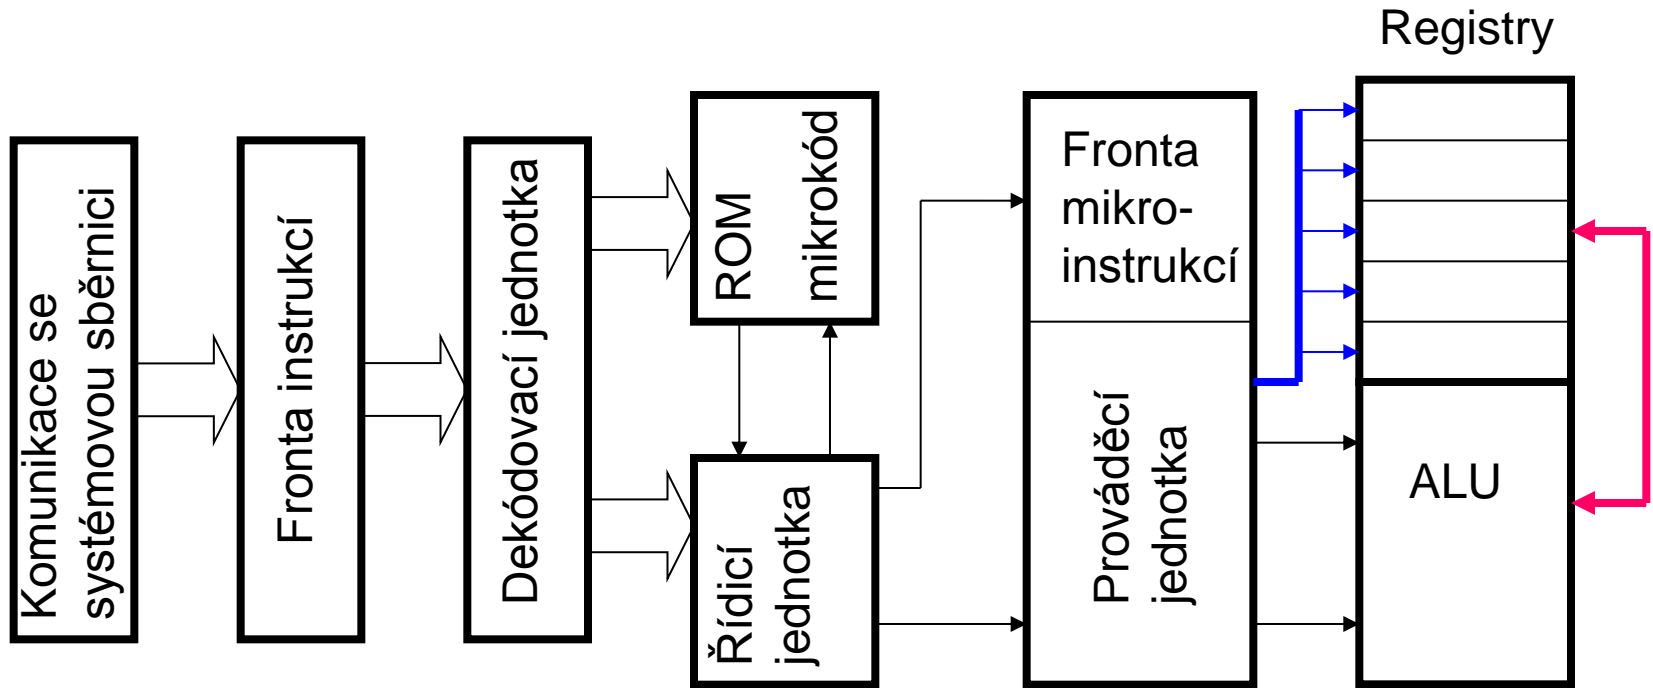 Registry
Komunikace se
systémovou sběrnici
Fronta instrukcí
Dekódovací jednotka
ROM
mikrokód
Řídicí
jednotka
Fronta
mikro-
instrukcí
Prováděcí
jednotka
ALU